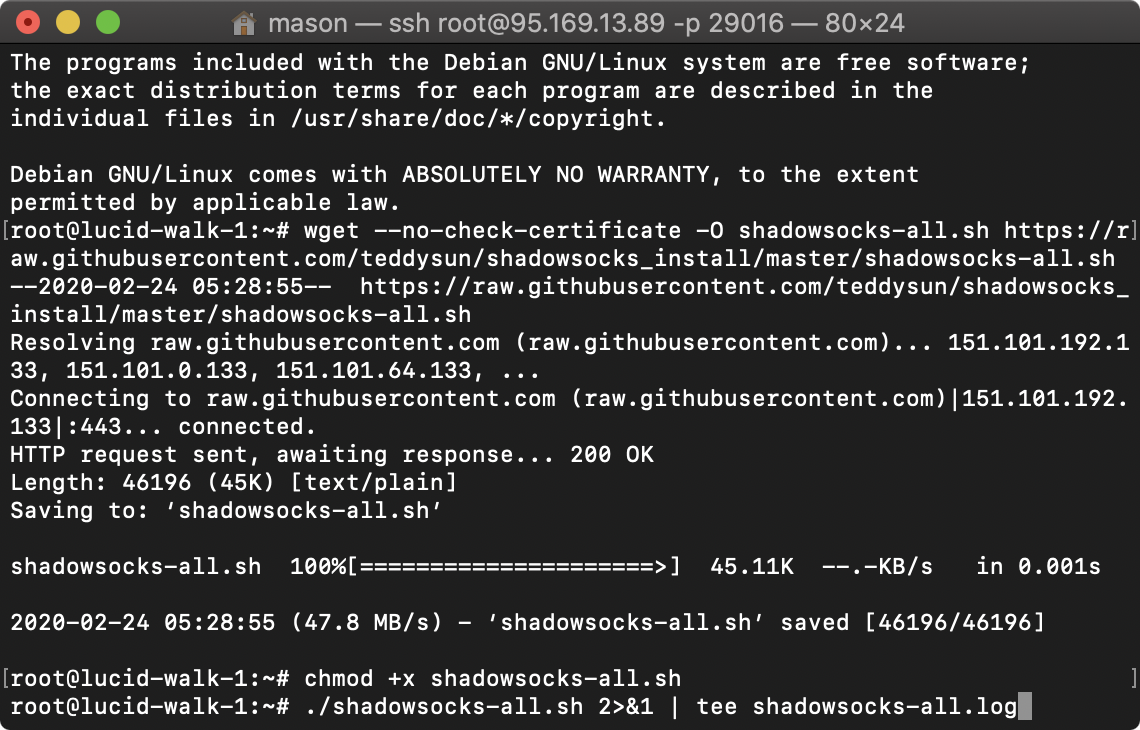 mason — ssh root@95.169.13.89 -p 29016 — 80×24
The programs included with the Debian GNU/Linux system are free software;
the exact distribution terms for each program are described in the
individual files in /usr/share/doc/*/copyright.
Debian GNU/Linux comes with ABSOLUTELY NO WARRANTY, to the extent
permitted by applicable law.
[root@lucid-walk-1:~# wget --no-check-certificate -O shadowsocks-all.sh https://r]
aw.githubusercontent.com/teddysun/shadowsocks_install/master/shadowsocks-all.sh
--2020-02-24 05:28:55--  https://raw.githubusercontent.com/teddysun/shadowsocks_
install/master/shadowsocks-all.sh
Resolving raw.githubusercontent.com (raw.githubusercontent.com)... 151.101.192.1
33, 151.101.0.133, 151.101.64.133, ...
Connecting to raw.githubusercontent.com (raw.githubusercontent.com)|151.101.192.
133|:443... connected.
HTTP request sent, awaiting response... 200 OK
Length: 46196 (45K) [text/plain]
Saving to: ‘shadowsocks-all.sh’
shadowsocks-all.sh  100%[=====================>]  45.11K  --.-KB/s   in 0.001s
2020-02-24 05:28:55 (47.8 MB/s) - ‘shadowsocks-all.sh’ saved [46196/46196]
[root@lucid-walk-1:~# chmod +x shadowsocks-all.sh ]
root@lucid-walk-1:~# ./shadowsocks-all.sh 2>&1 | tee shadowsocks-all.log